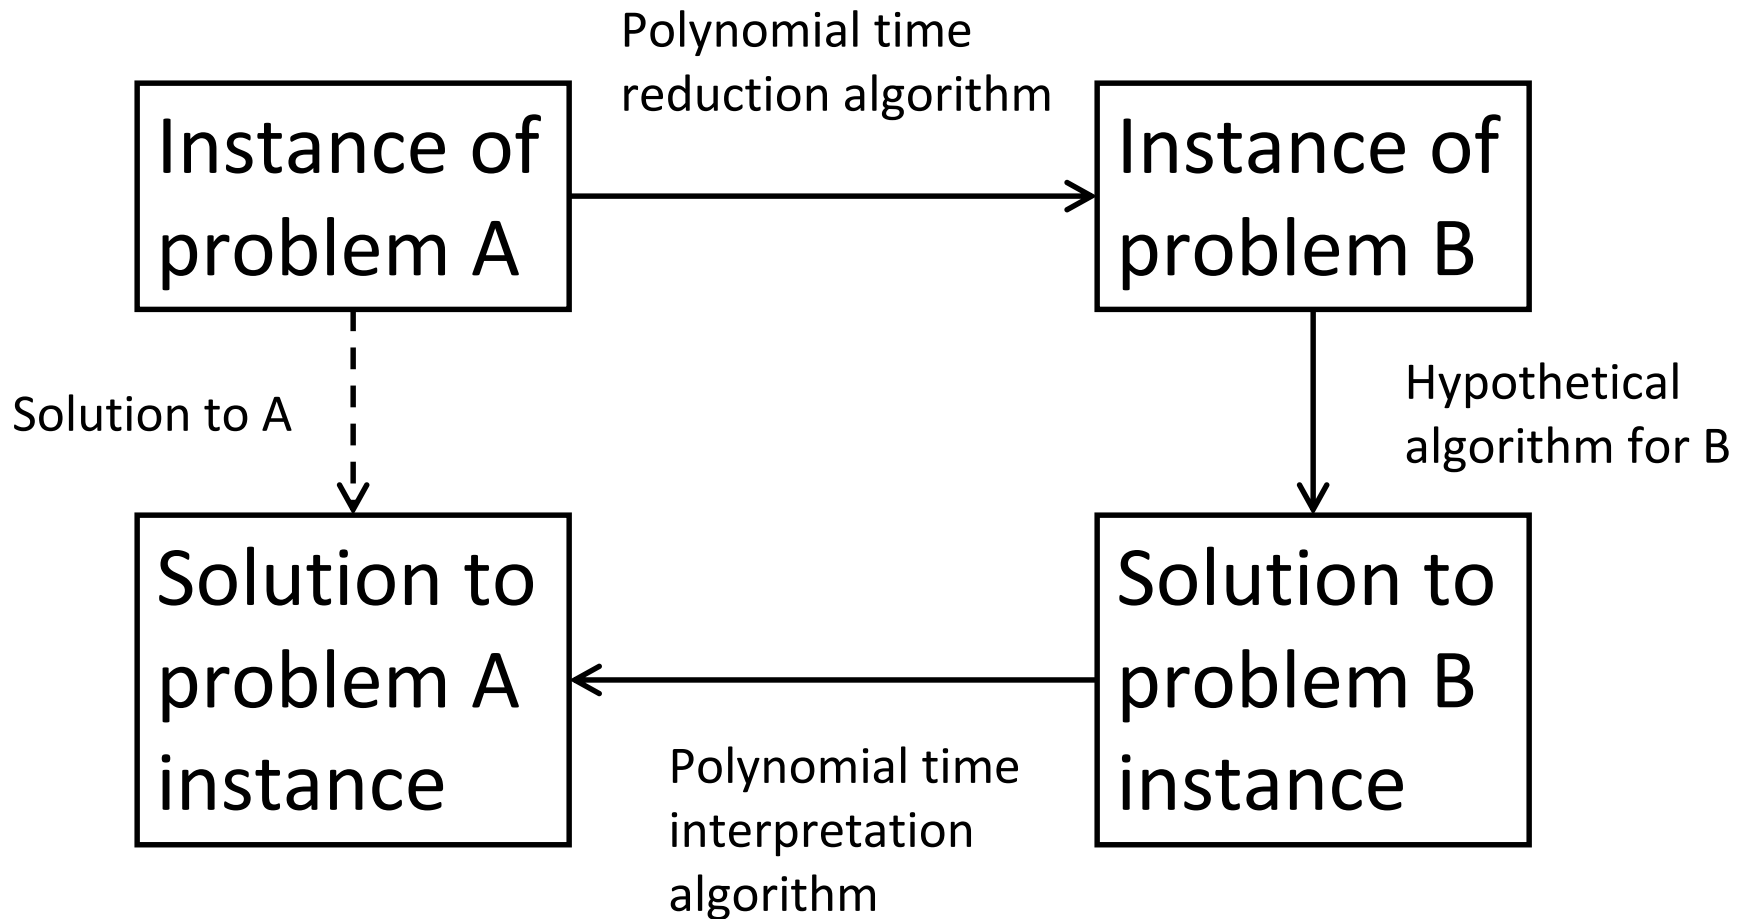 Polynomial time
reduction algorithm
Instance of
problem A
Instance of
problem B
Solution to A
Hypothetical
algorithm for B
Solution to
problem A
instance
Solution to
problem B
instance
Polynomial time
interpretation
algorithm